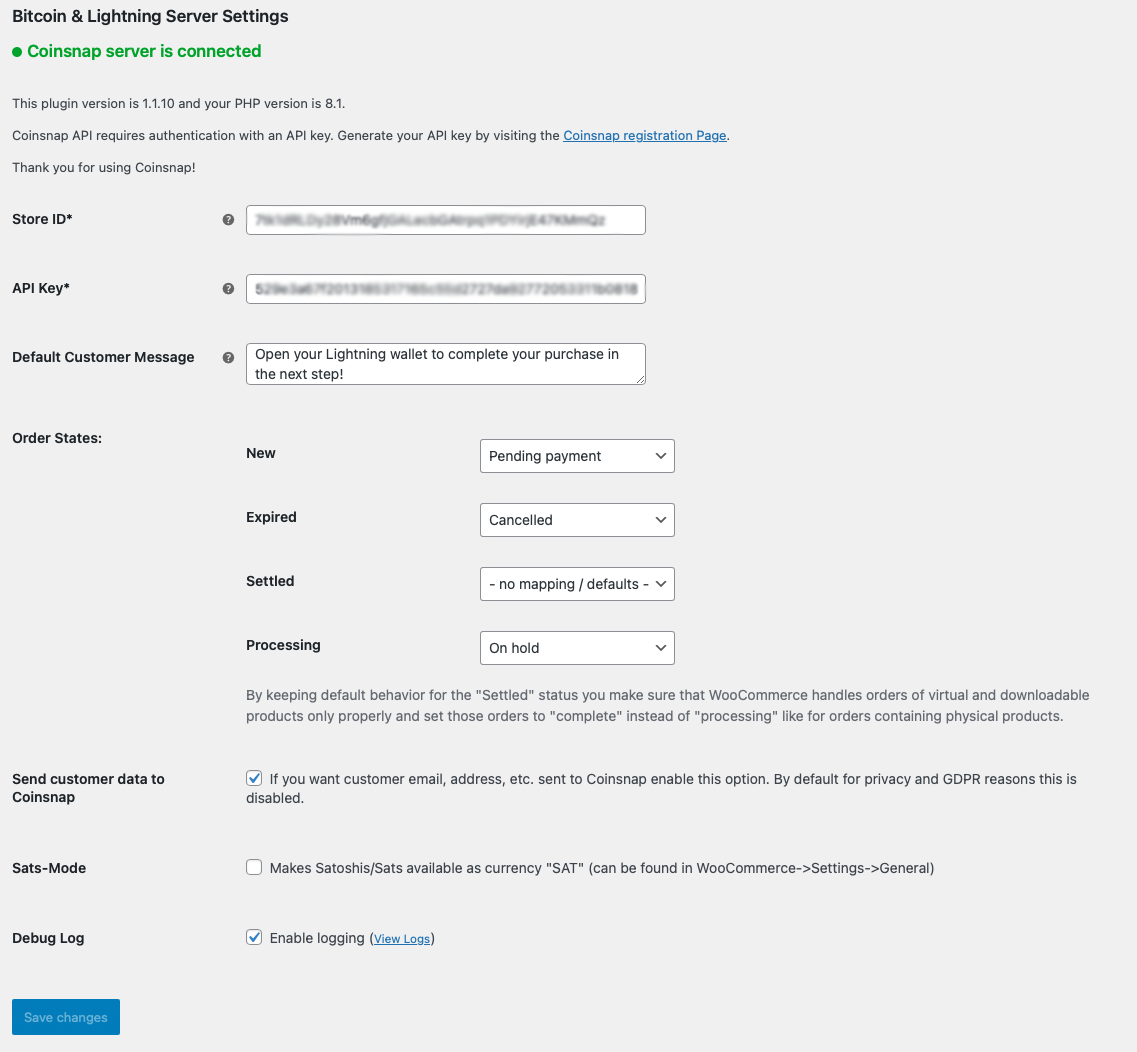 Bitcoin & Lightning Server Settings
Coinsnap server is connected
This plugin version is 1.1.10 and your PHP version is 8.1.
Coinsnap API requires authentication with an API key. Generate your API key by visiting the Coinsnap registration Page.
Thank you for using Coinsnap!
Store ID*
API Key*
Default Customer Message
Open your Lightning wallet to complete your purchase in
the next step!
Order States:
New
Pending payment
Expired
Cancelled
Settled
- no mapping / defaults -
Processing
On hold
By keeping default behavior for the "Settled" status you make sure that WooCommerce handles orders of virtual and downloadable
products only properly and set those orders to "complete" instead of "processing" like for orders containing physical products.
Send customer data to
Coinsnap
If you want customer email, address, etc. sent to Coinsnap enable this option. By default for privacy and GDPR reasons this is
disabled.
Sats-Mode
Makes Satoshis/Sats available as currency "SAT" (can be found in WooCommerce->Settings->General)
Debug Log
Enable logging (View Logs)
Save changes